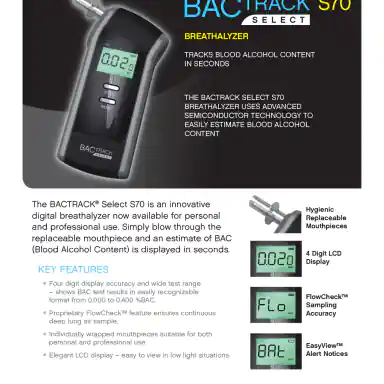 BACTRACK S70
SELECT
BREATHALYZER
TRACKS BLOOD ALCOHOL CONTENT
IN SECONDS
THE BACTRACK SELECT S70
BREATHALYZER USES ADVANCED
SEMICONDUCTOR TECHNOLOGY TO
EASILY ESTIMATE BLOOD ALCOHOL
CONTENT
0.02
BACTRACK
SELECT
The BACTRACK® Select S70 is an innovative
digital breathalyzer now available for personal
and professional use. Simply blow through the
replaceable mouthpiece and an estimate of BAC
(Blood Alcohol Content) is displayed in seconds.
KEY FEATURES
• Four digit display accuracy and wide test range
– shows BAC test results in easily recognizable
format from 0.000 to 0.400 %BAC.
• Proprietary FlowCheck™ feature ensures continuous
deep lung air sample.
• Individually wrapped mouthpieces suitable for both
personal and professional use.
• Elegant LCD display – easy to view in low light situations.
Hygienic
Replaceable
Mouthpieces
0.020
4 Digit LCD
Display
FLo
FlowCheck™
Sampling
Accuracy
BAt
EasyView™
Alert Notices